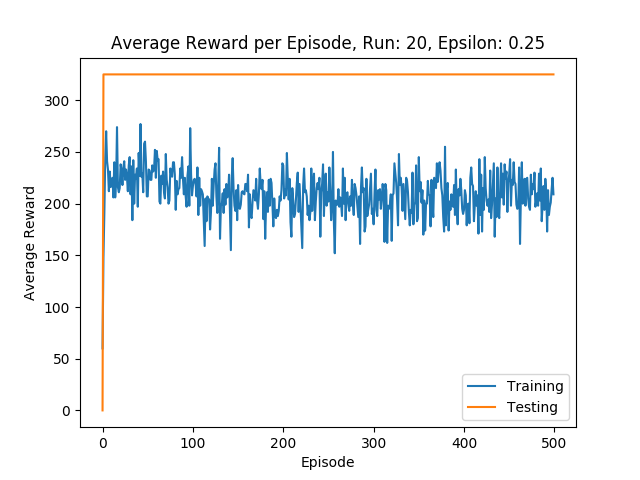 Average Reward per Episode, Run: 20, Epsilon: 0.25
Average Reward
300
250
200
150
100
50
0
0 100 200 300 400 500
Episode
Training
Testing